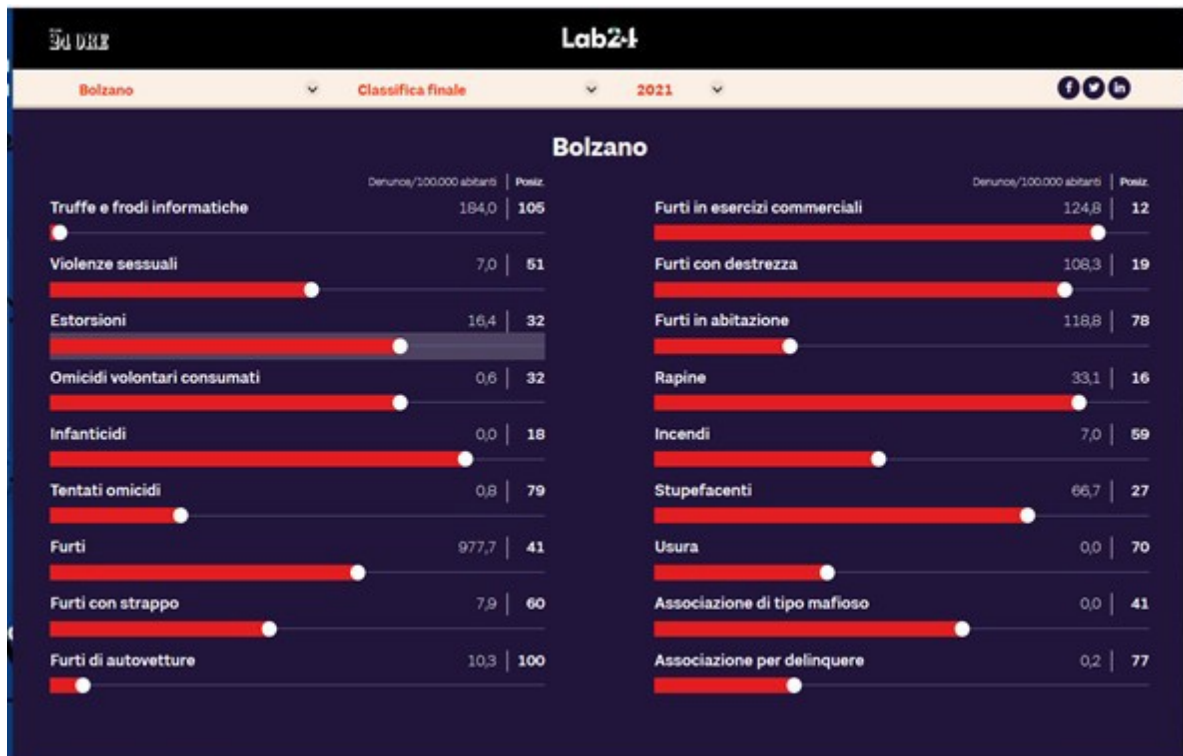 24 ORE
Lab24
Bolzano Classifica finale 2021
Bolzano
Denunce/100.000 abitanti Posiz.
Truffe e frodi informatiche 184,0 105
Violenze sessuali 7,0 51
Estorsioni 16,4 32
Omicidi volontari consumati 0,6 32
Infanticidi 0,0 18
Tentati omicidi 0,8 79
Furti 977,7 41
Furti con strappo 7,9 60
Furti di autovetture 10,3 100
Denunce/100.000 abitanti Posiz.
Furti in esercizi commerciali 124,8 12
Furti con destrezza 108,3 19
Furti in abitazione 118,8 78
Rapine 33,1 16
Incendi 7,0 59
Stupefacenti 66,7 27
Usura 0,0 70
Associazione di tipo mafioso 0,0 41
Associazione per delinquere 0,2 77